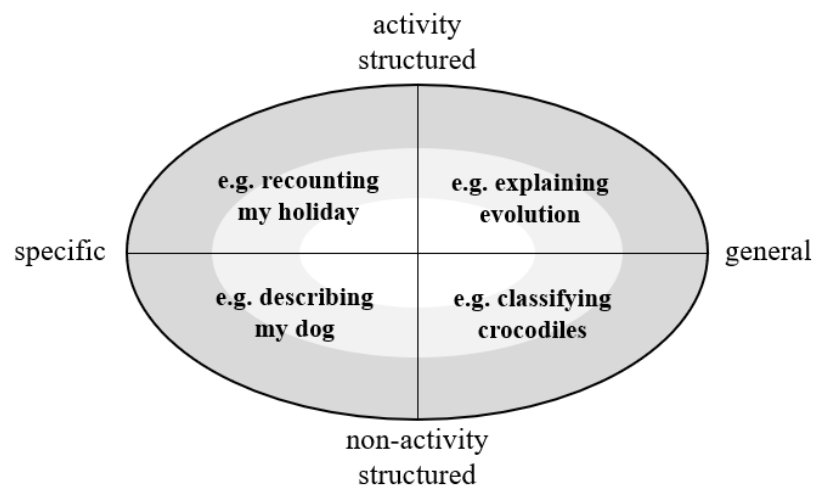 activity
structured
e.g. recounting
my holiday
e.g. explaining
evolution
specific
general
e.g. describing
my dog
e.g. classifying
crocodiles
non-activity
structured